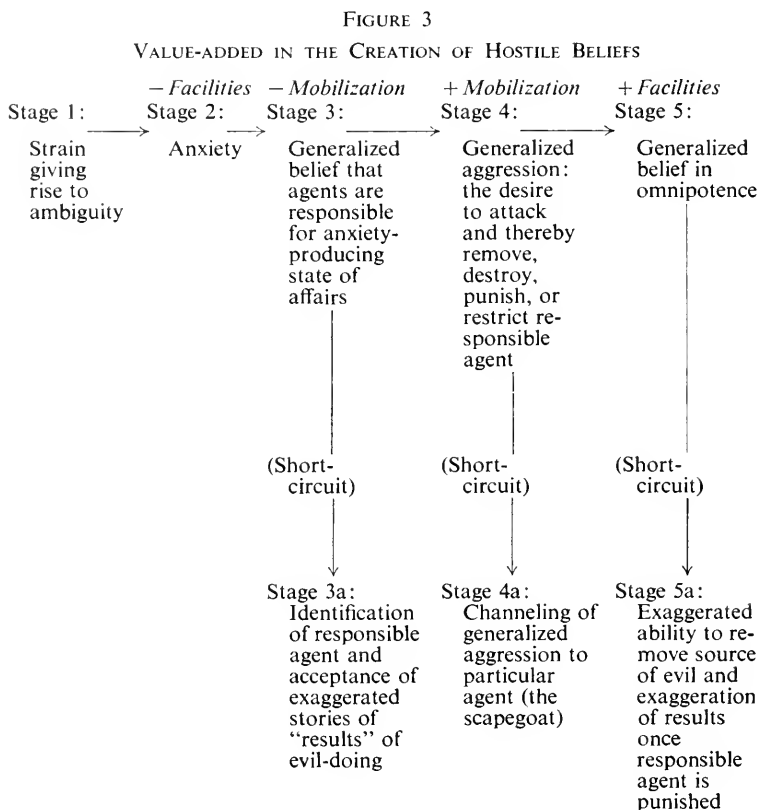 FIGURE 3
VALUE-ADDED IN THE CREATION OF HOSTILE BELIEFS
– Facilities – Mobilization + Mobilization + Facilities
Stage 1: Stage 2: Stage 3: Stage 4: Stage 5:
Strain
giving
rise to
ambiguity
Anxiety
Generalized
belief that
agents are
responsible
for anxiety-
producing
state of
affairs
Generalized
aggression:
the desire
to attack
and thereby
remove,
destroy,
punish, or
restrict re-
sponsible
agent
Generalized
belief in
omnipotence
(Short-
circuit)
(Short-
circuit)
(Short-
circuit)
Stage 3a:
Identification
of responsible
agent and
acceptance of
exaggerated
stories of
“results” of
evil-doing
Stage 4a:
Channeling of
generalized
aggression to
particular
agent (the
scapegoat)
Stage 5a:
Exaggerated
ability to re-
move source
of evil and
exaggeration
of results
once
responsible
agent is
punished